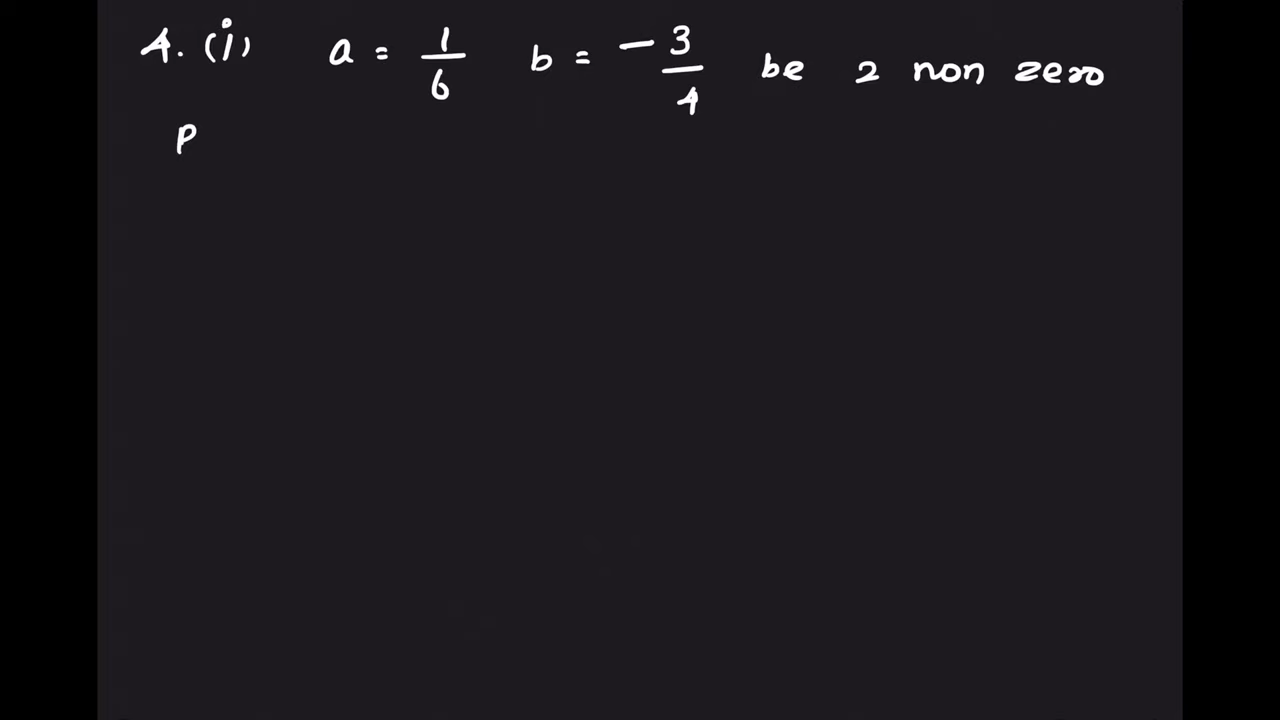 4. (i) a = 1/6 b = -3/4 be 2 non zero
P